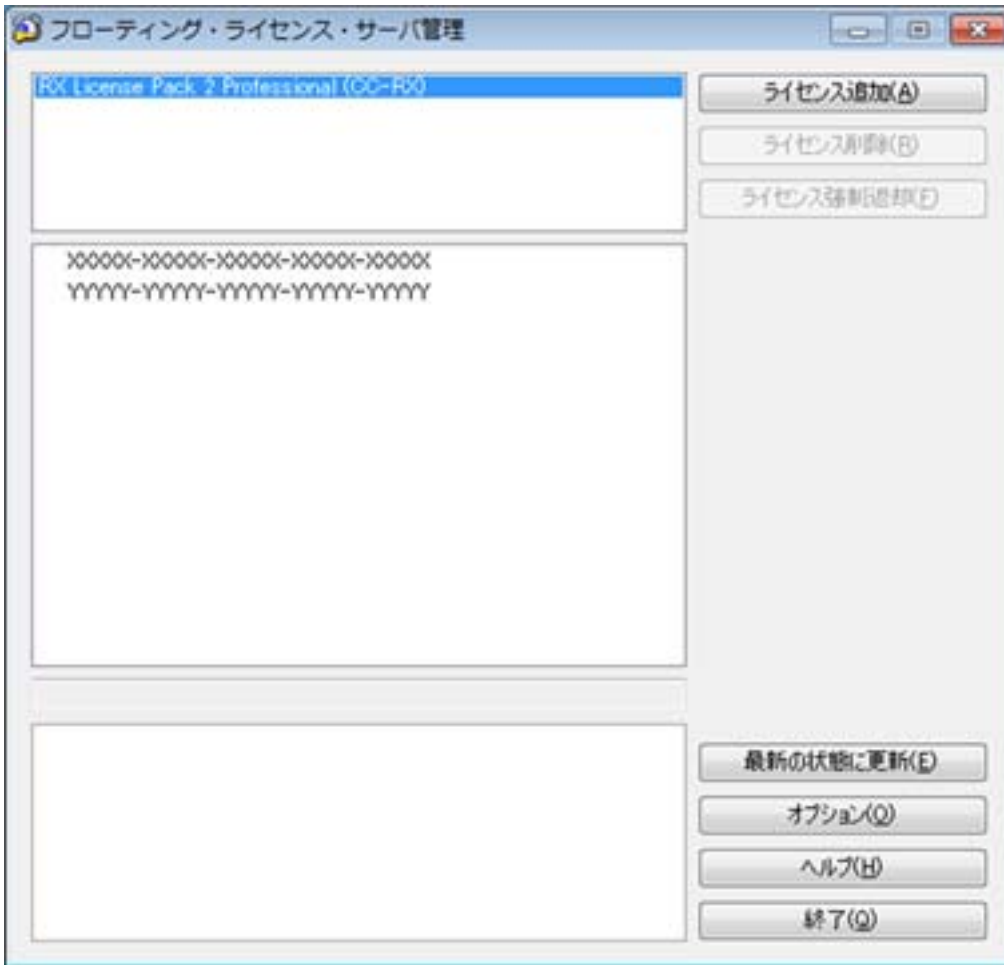 フローティング・ライセンス・サーバ管理
RX License Pack 2 Professional (CC-RX)
ライセンス追加(A)
ライセンス削除(R)
ライセンス強制返却(F)
XXXXX-XXXXX-XXXXX-XXXXX-XXXXX
YYYYY-YYYYY-YYYYY-YYYYY-YYYYY
最新の状態に更新(E)
オプション(O)
ヘルプ(H)
終了(Q)